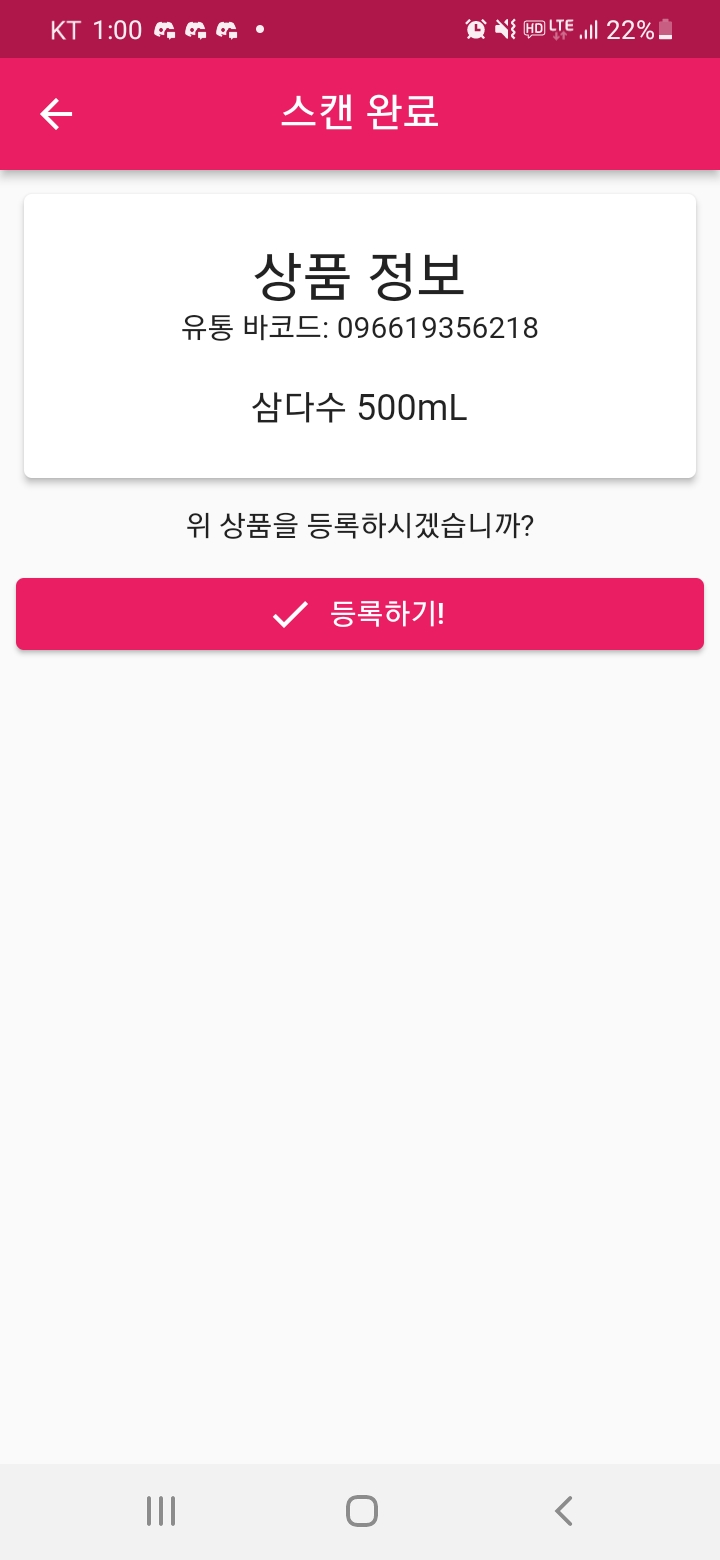 KT 1:00 HD LTE 22%
스캔 완료
상품 정보
유통 바코드: 096619356218
삼다수 500mL
위 상품을 등록하시겠습니까?
등록하기!